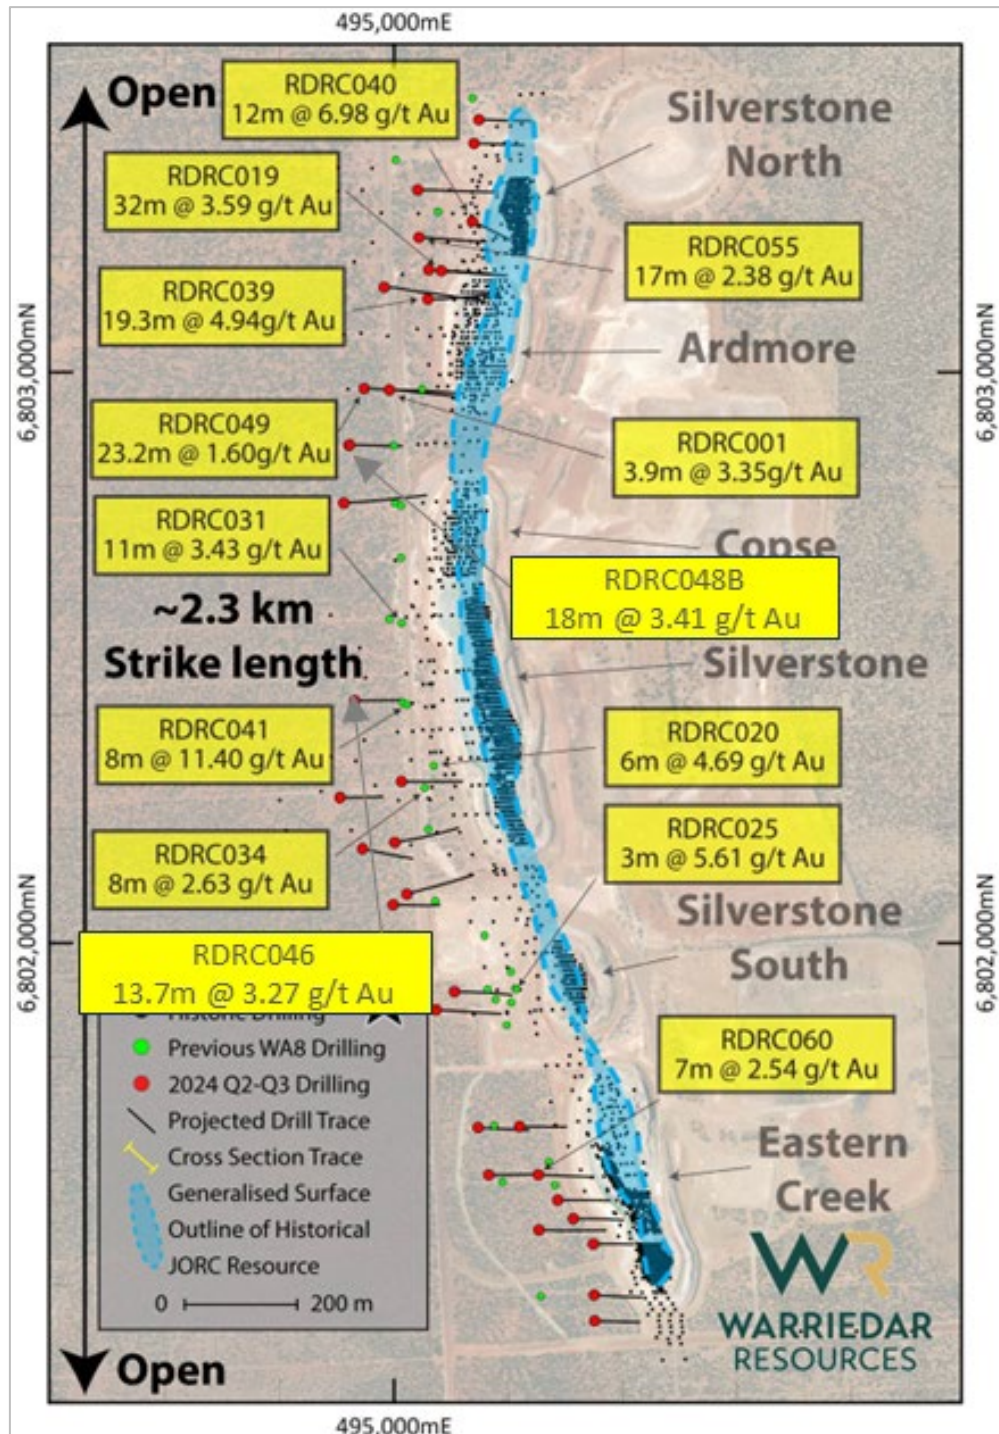 495,000mE
Open
RDRC040
12m @ 6.98 g/t Au
Silverstone
North
RDRC019
32m @ 3.59 g/t Au
RDRC055
17m @ 2.38 g/t Au
RDRC039
19.3m @ 4.94g/t Au
Ardmore
6,803,000mN
6,803,000mN
RDRC049
23.2m @ 1.60g/t Au
RDRC001
3.9m @ 3.35g/t Au
RDRC031
11m @ 3.43 g/t Au
Copse
RDRC048B
18m @ 3.41 g/t Au
~2.3 km
Strike length
Silverstone
RDRC041
8m @ 11.40 g/t Au
RDRC020
6m @ 4.69 g/t Au
RDRC025
3m @ 5.61 g/t Au
RDRC034
8m @ 2.63 g/t Au
Silverstone
South
6,802,000mN
6,802,000mN
RDRC046
13.7m @ 3.27 g/t Au
Historic Drilling
Previous WA8 Drilling
2024 Q2-Q3 Drilling
Projected Drill Trace
Cross Section Trace
Generalised Surface
Outline of Historical
JORC Resource
0 200 m
RDRC060
7m @ 2.54 g/t Au
Eastern
Creek
WR
WARRIEDAR
RESOURCES
Open
495,000mE